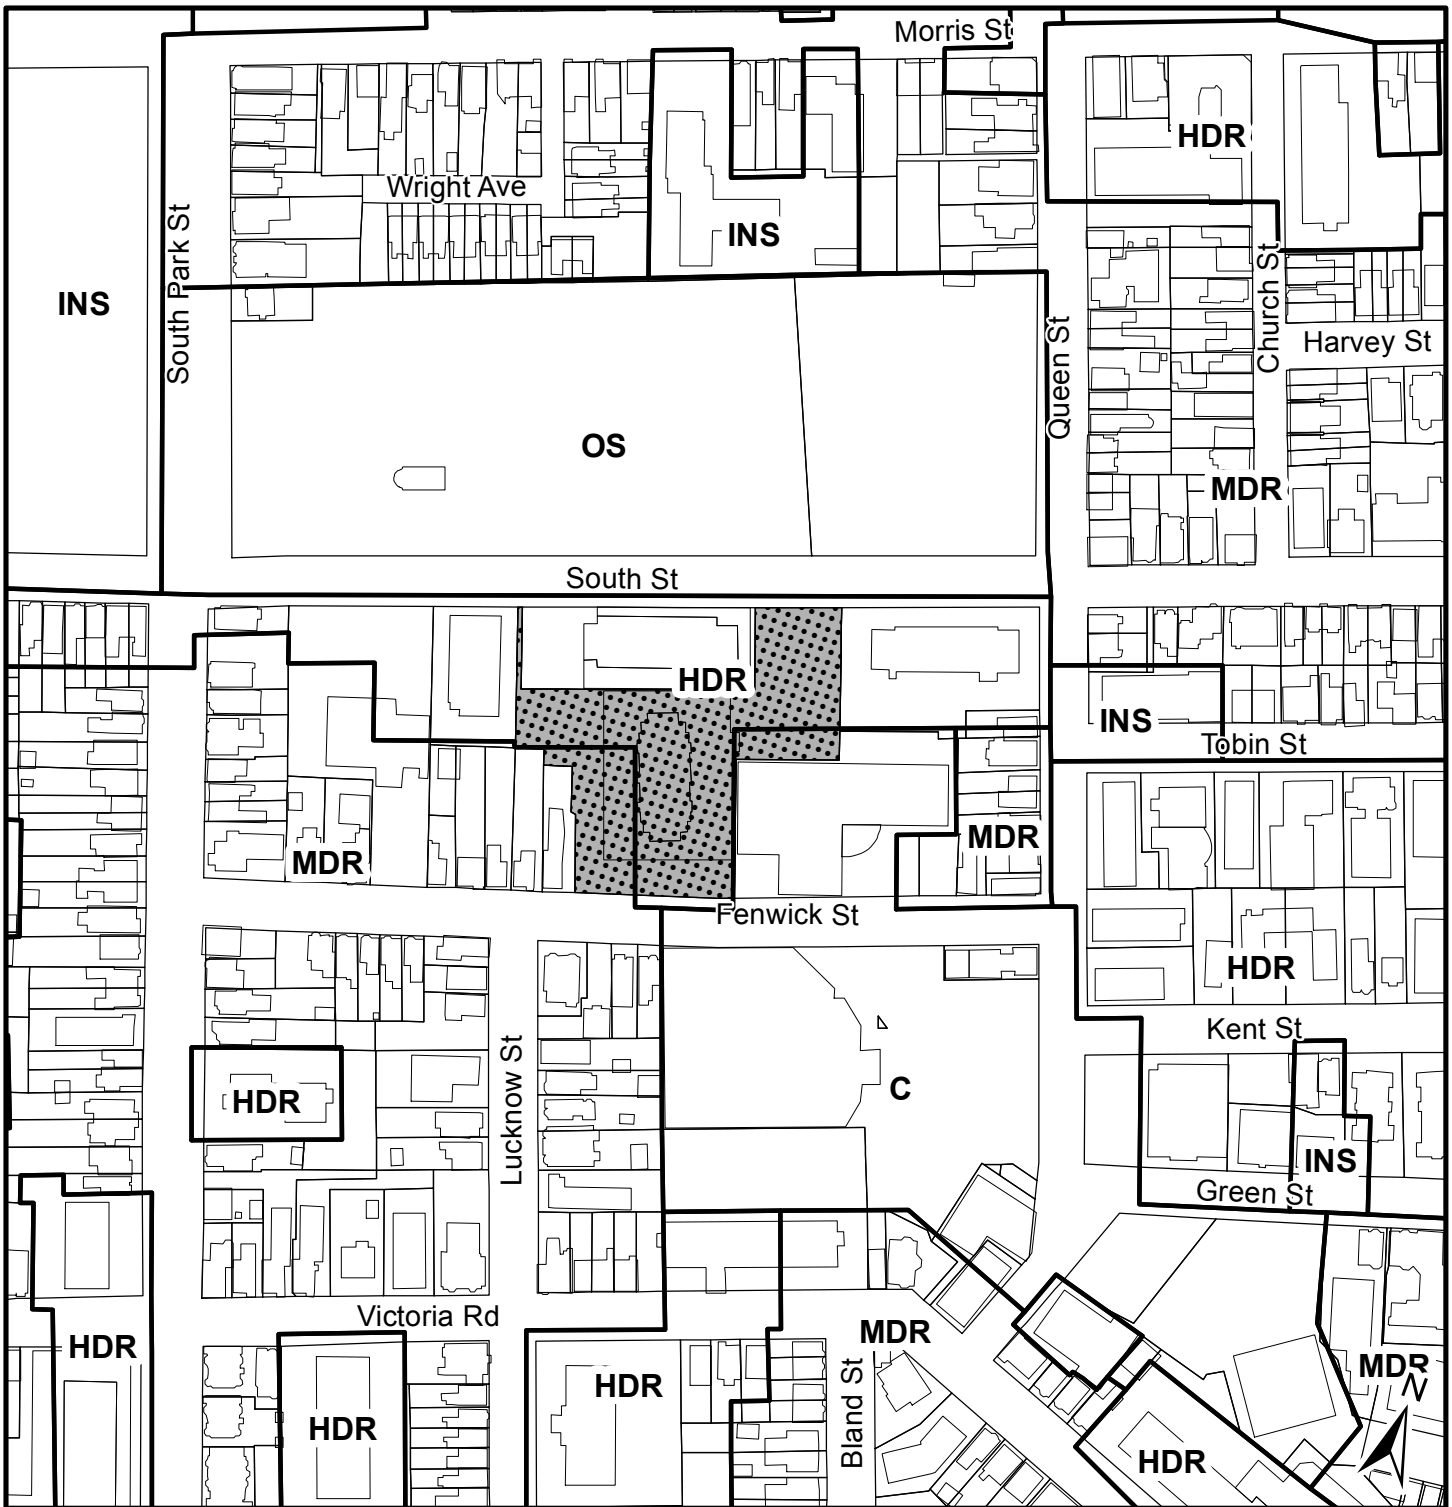 Morris St
HDR
Wright Ave
INS
South Park St
INS
Church St
Queen St
Harvey St
OS
MDR
South St
HDR
INS
Tobin St
MDR
MDR
Fenwick St
HDR
Kent St
Lucknow St
C
HDR
INS
Green St
Victoria Rd
MDR
HDR
MDR
N
HDR
Bland St
HDR
HDR